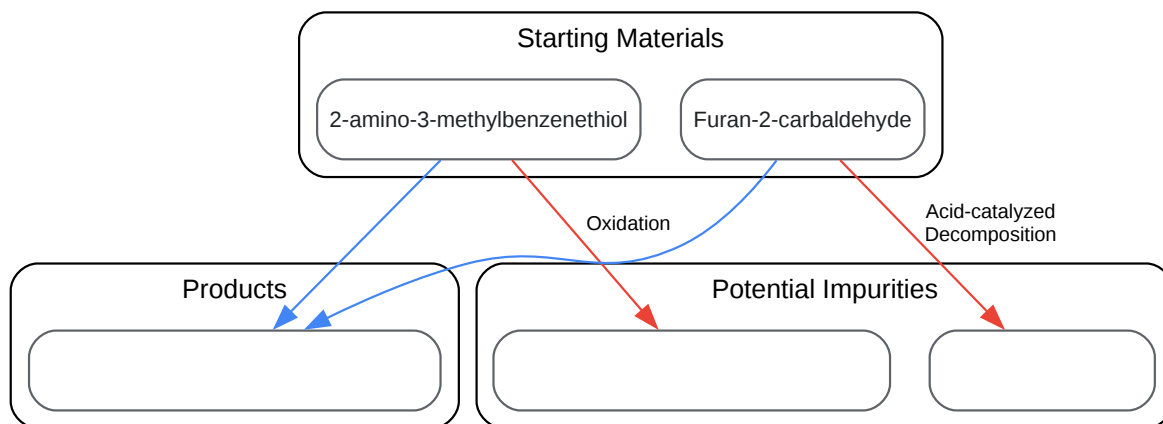 Starting Materials
2-amino-3-methylbenzenethiol
Furan-2-carbaldehyde
Oxidation
Acid-catalyzed
Decomposition
Products
Potential Impurities